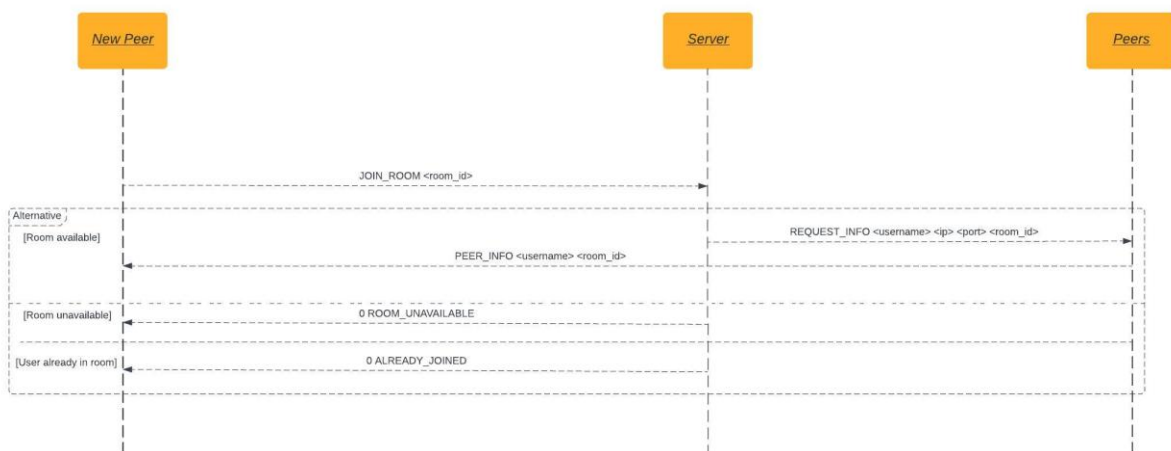 New Peer
Server
Peers
JOIN_ROOM <room_id>
Alternative
[Room available]
REQUEST_INFO <username> <ip> <port> <room_id>
PEER_INFO <username> <room_id>
[Room unavailable]
0 ROOM_UNAVAILABLE
[User already in room]
0 ALREADY_JOINED